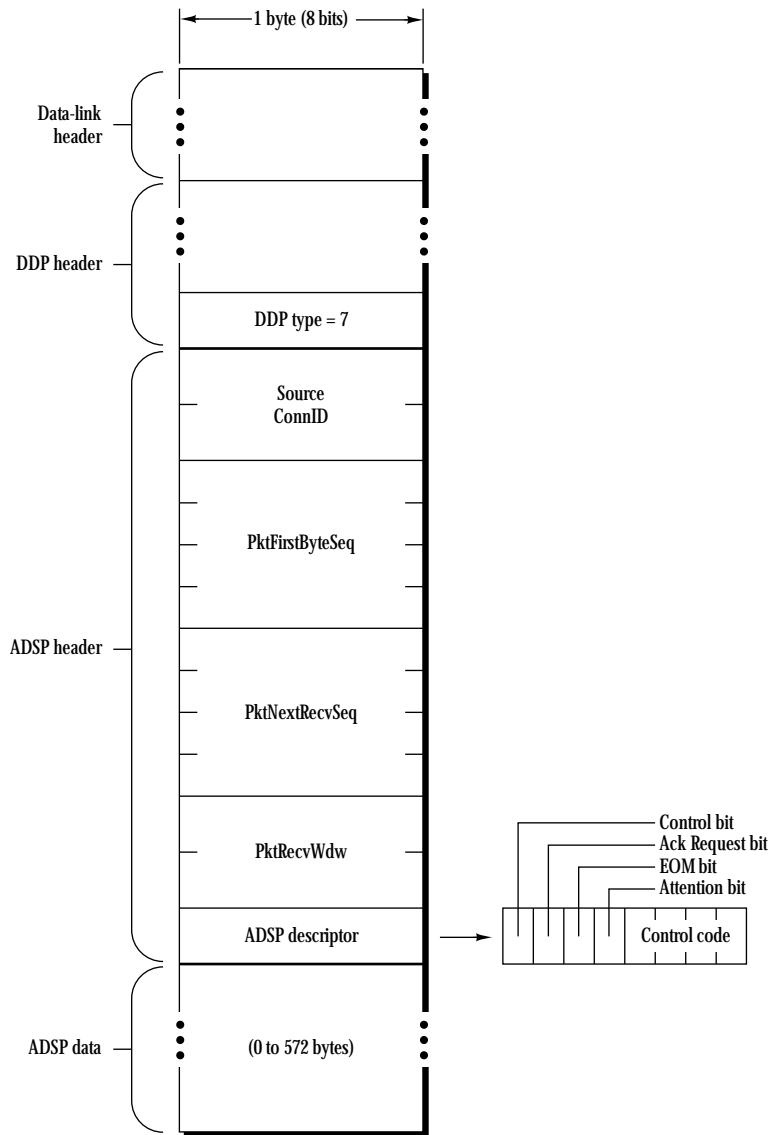 1 byte (8 bits)
Data-link
header
DDP header
DDP type = 7
Source
ConnID
PktFirstByteSeq
ADSP header
PktNextRecvSeq
PktRecvWdw
Control bit
Ack Request bit
EOM bit
Attention bit
ADSP descriptor
Control code
ADSP data
(0 to 572 bytes)